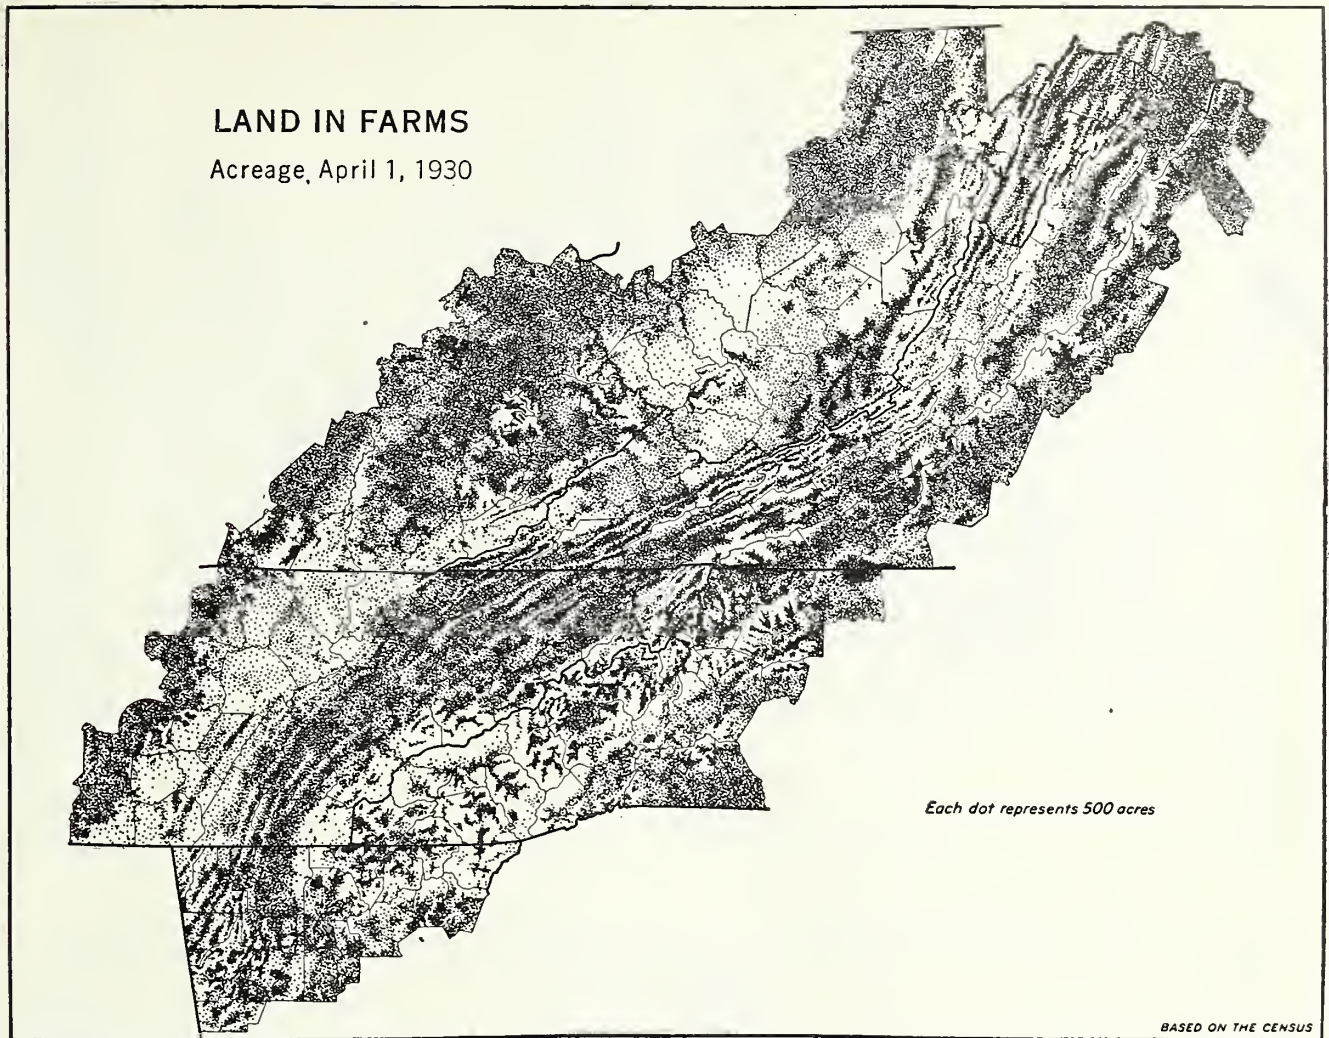 LAND IN FARMS
Acreage, April 1, 1930
Each dot represents 500 acres
BASED ON THE CENSUS